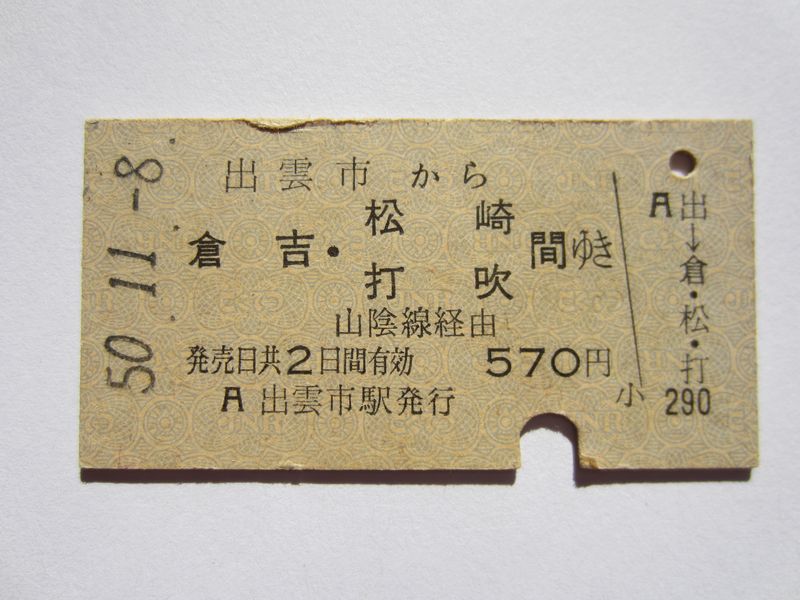 50.11.-8
出雲市から
倉吉・松崎打吹間ゆき
山陰線経由
発売日共2日間有効 570円
A 出雲市駅発行
小
A出→倉・松・打
290